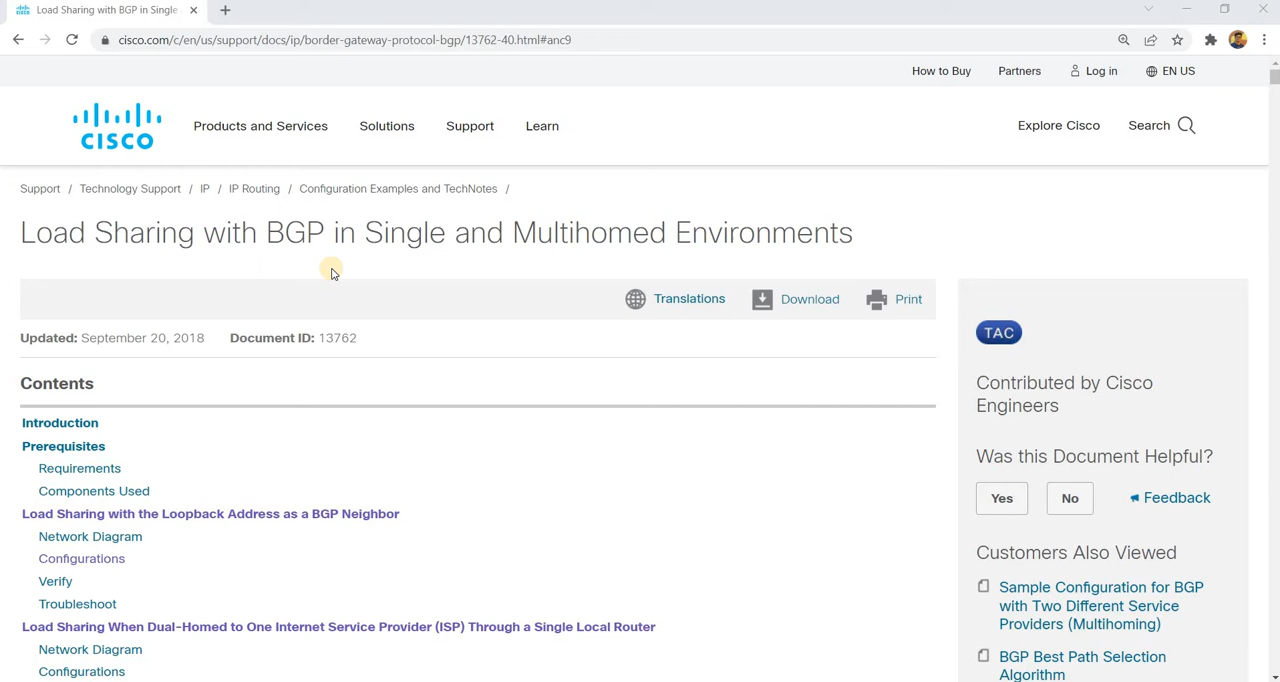 Load Sharing with BGP in Single
cisco.com/c/en/us/support/docs/ip/border-gateway-protocol-bgp/13762-40.html#anc9
How to Buy Partners Log in EN US
CISCO
Products and Services Solutions Support Learn Explore Cisco Search
Support / Technology Support / IP / IP Routing / Configuration Examples and TechNotes /
Load Sharing with BGP in Single and Multihomed Environments
Translations Download Print
Updated: September 20, 2018 Document ID: 13762
Contents
Introduction
Prerequisites
Requirements
Components Used
Load Sharing with the Loopback Address as a BGP Neighbor
Network Diagram
Configurations
Verify
Troubleshoot
Load Sharing When Dual-Homed to One Internet Service Provider (ISP) Through a Single Local Router
Network Diagram
Configurations
TAC
Contributed by Cisco
Engineers
Was this Document Helpful?
Yes No Feedback
Customers Also Viewed
Sample Configuration for BGP
with Two Different Service
Providers (Multihoming)
BGP Best Path Selection
Algorithm